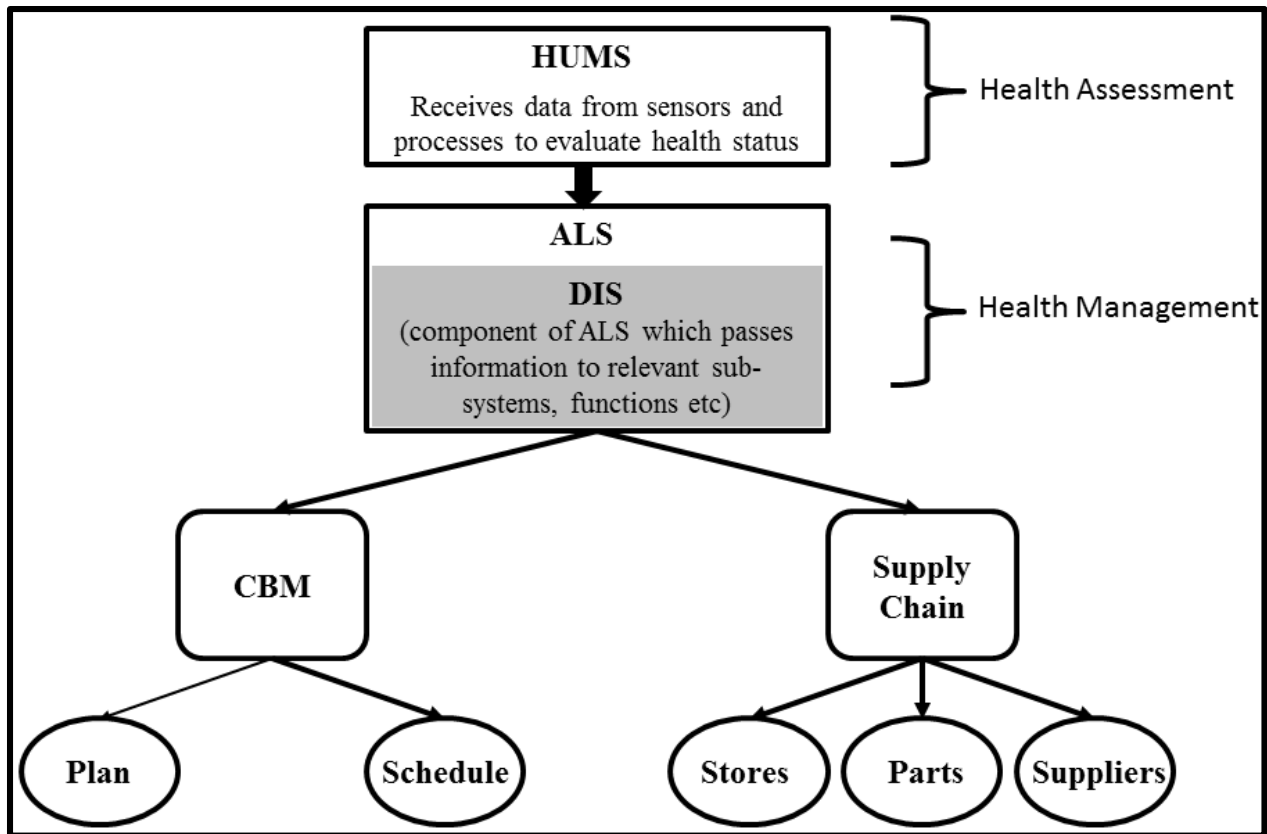 HUMS
Receives data from sensors and
processes to evaluate health status
Health Assessment
ALS
DIS
(component of ALS which passes
information to relevant sub-
systems, functions etc)
Health Management
CBM
Supply
Chain
Plan
Schedule
Stores
Parts
Suppliers